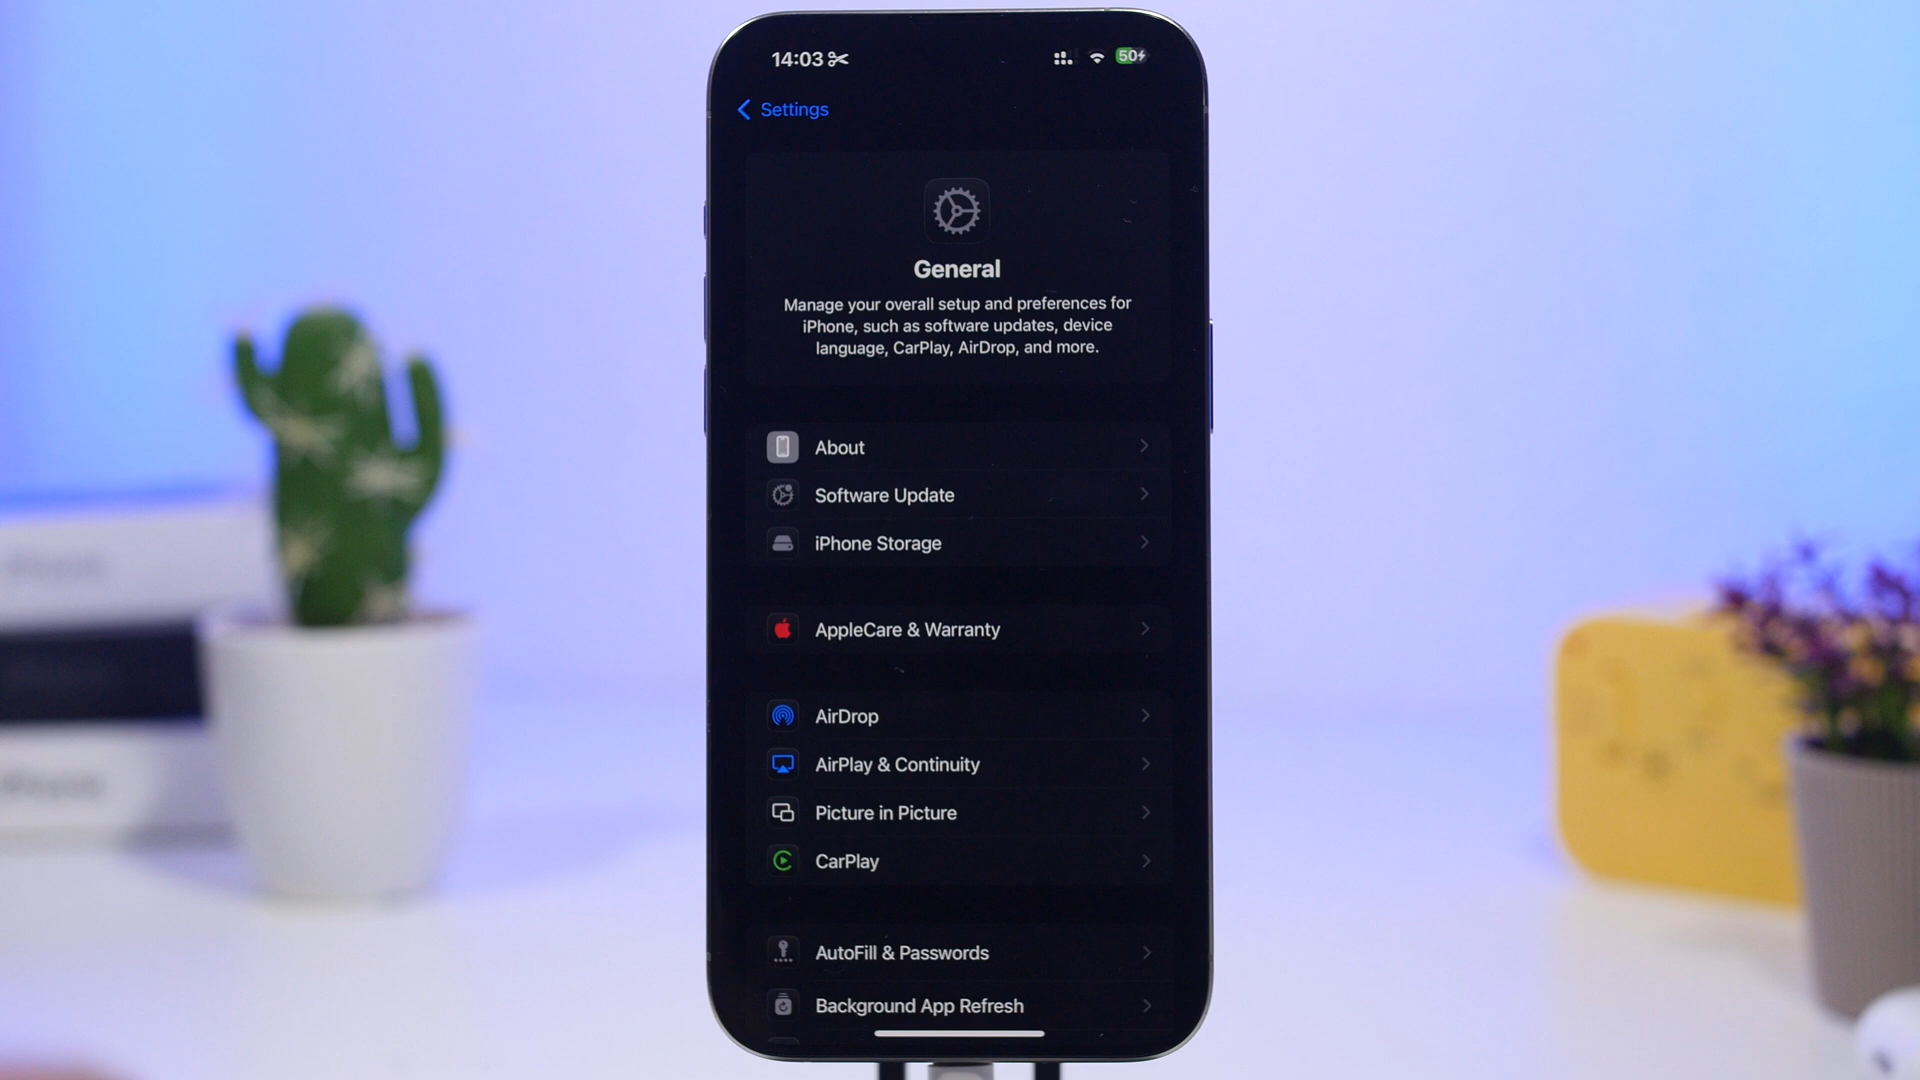 14:03
50
Settings
General
Manage your overall setup and preferences for
iPhone, such as software updates, device
language, CarPlay, AirDrop, and more.
About
Software Update
iPhone Storage
AppleCare & Warranty
AirDrop
AirPlay & Continuity
Picture in Picture
CarPlay
AutoFill & Passwords
Background App Refresh